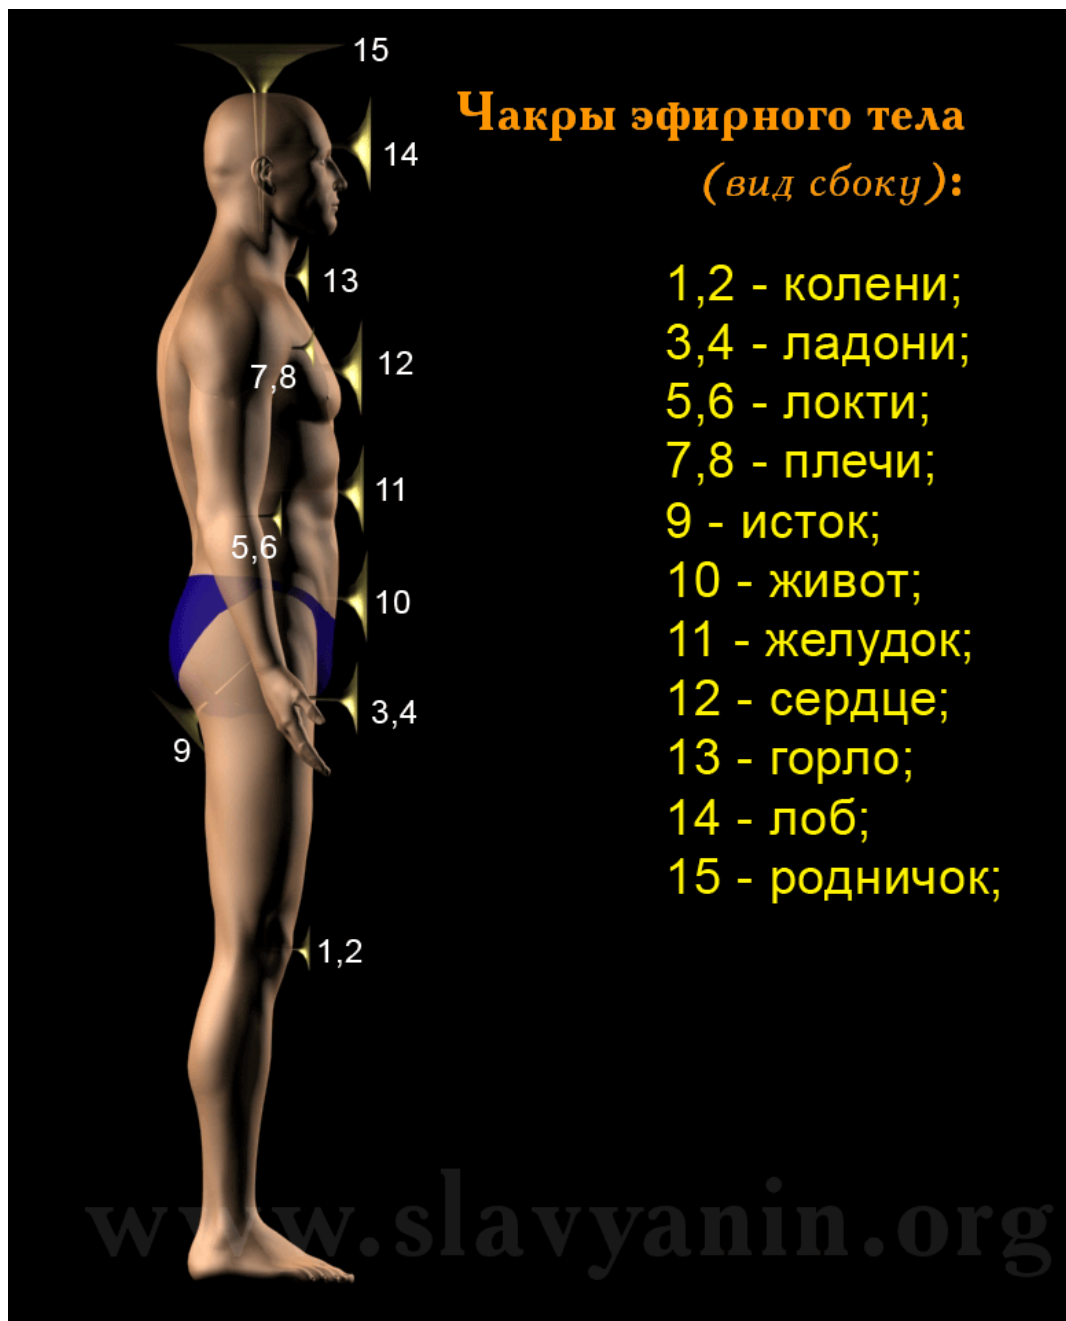 15
Чакры эфирного тела
14
(вид сбоку):
13
1,2 - колени;
3,4 - ладони;
12
7,8
5,6 - локти;
7,8 - плечи;
11
9 - исток;
5,6
10 - живот;
10
11 - желудок;
3,4
12 - сердце;
9
13 - горло;
14 - лоб;
15 - родничок;
1,2
www.slavyanin.org